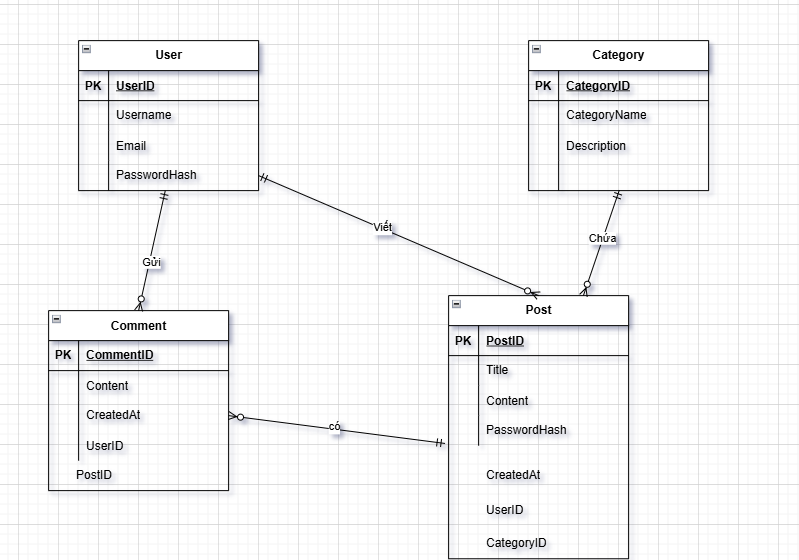 User
PK UserID
Username
Email
PasswordHash
Category
PK CategoryID
CategoryName
Description
Viết
Chứa
Gửi
Comment
PK CommentID
Content
CreatedAt
UserID
PostID
có
Post
PK PostID
Title
Content
PasswordHash
CreatedAt
UserID
CategoryID